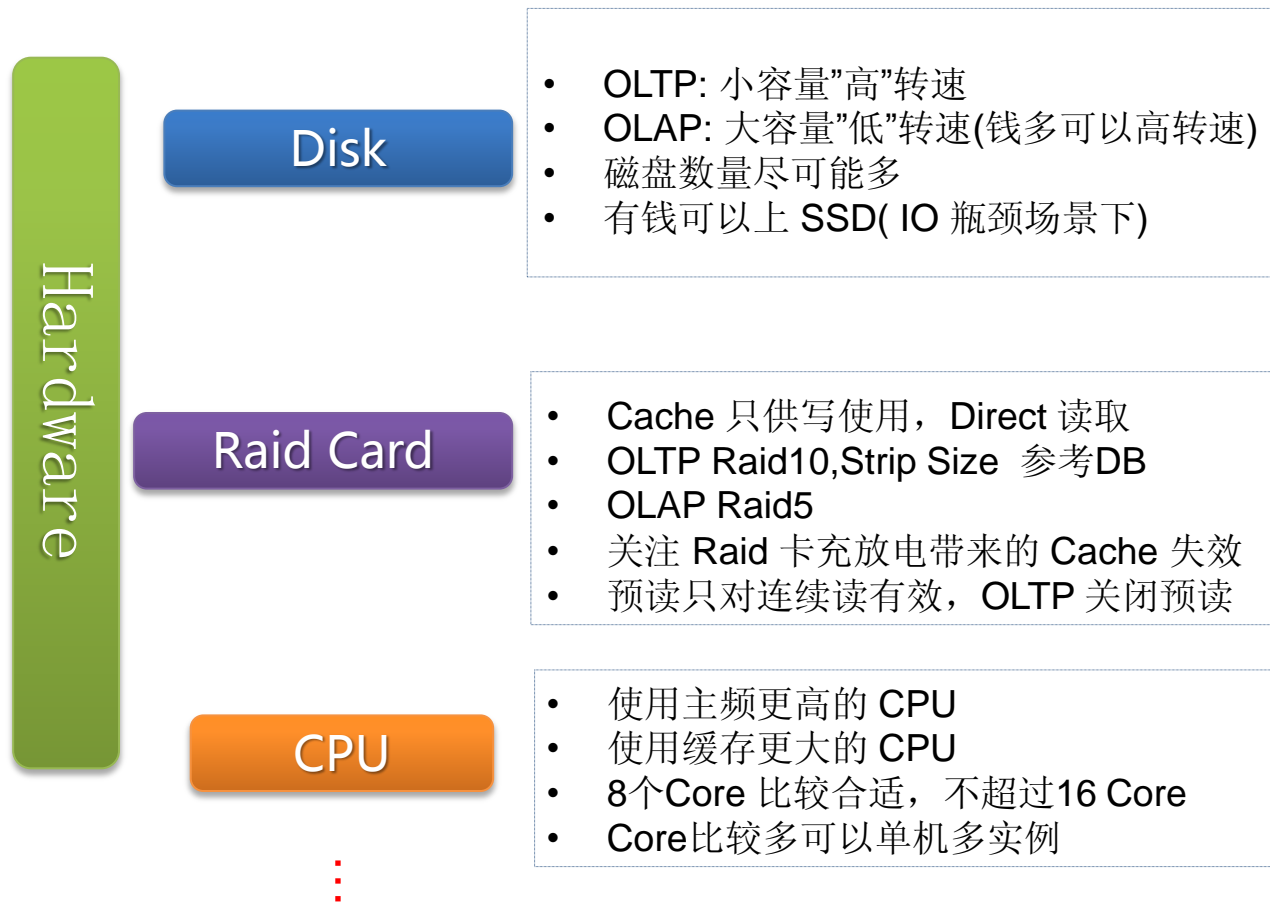 Hardware
Disk
• OLTP: 小容量”高”转速
• OLAP: 大容量”低”转速(钱多可以高转速)
• 磁盘数量尽可能多
• 有钱可以上 SSD( IO 瓶颈场景下)
Raid Card
• Cache 只供写使用，Direct 读取
• OLTP Raid10,Strip Size 参考DB
• OLAP Raid5
• 关注 Raid 卡充放电带来的 Cache 失效
• 预读只对连续读有效，OLTP 关闭预读
CPU
• 使用主频更高的 CPU
• 使用缓存更大的 CPU
• 8个Core 比较合适，不超过16 Core
• Core比较多可以单机多实例